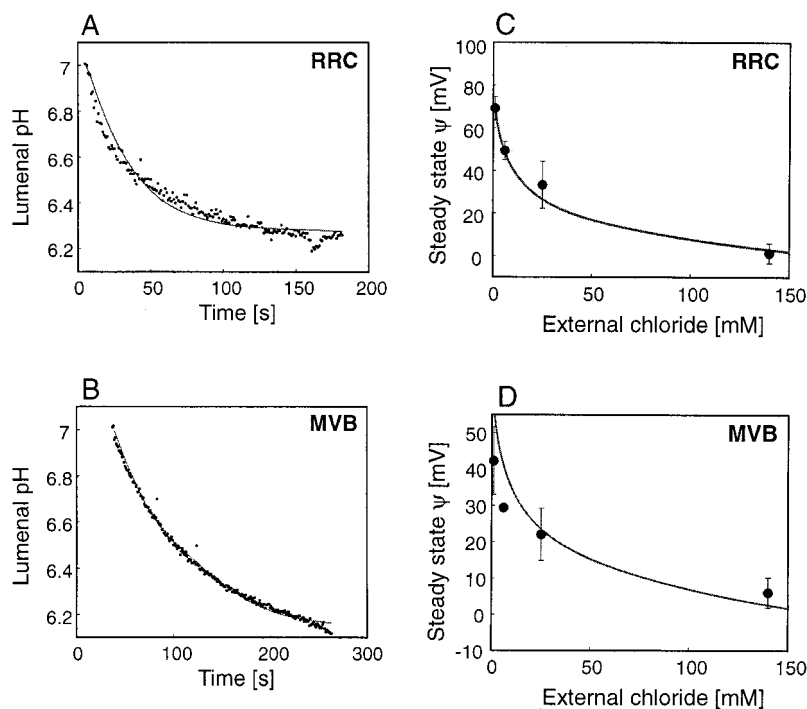 A
RRC
7
6.8
6.6
6.4
6.2
Lumenal pH
0
50
100
150
200
Time [s]
C
RRC
100
80
60
40
20
0
Steady state ψ [mV]
0
50
100
150
External chloride [mM]
B
MVB
7
6.8
6.6
6.4
6.2
Lumenal pH
0
100
200
300
Time [s]
D
MVB
50
40
30
20
10
0
-10
Steady state ψ [mV]
0
50
100
150
External chloride [mM]